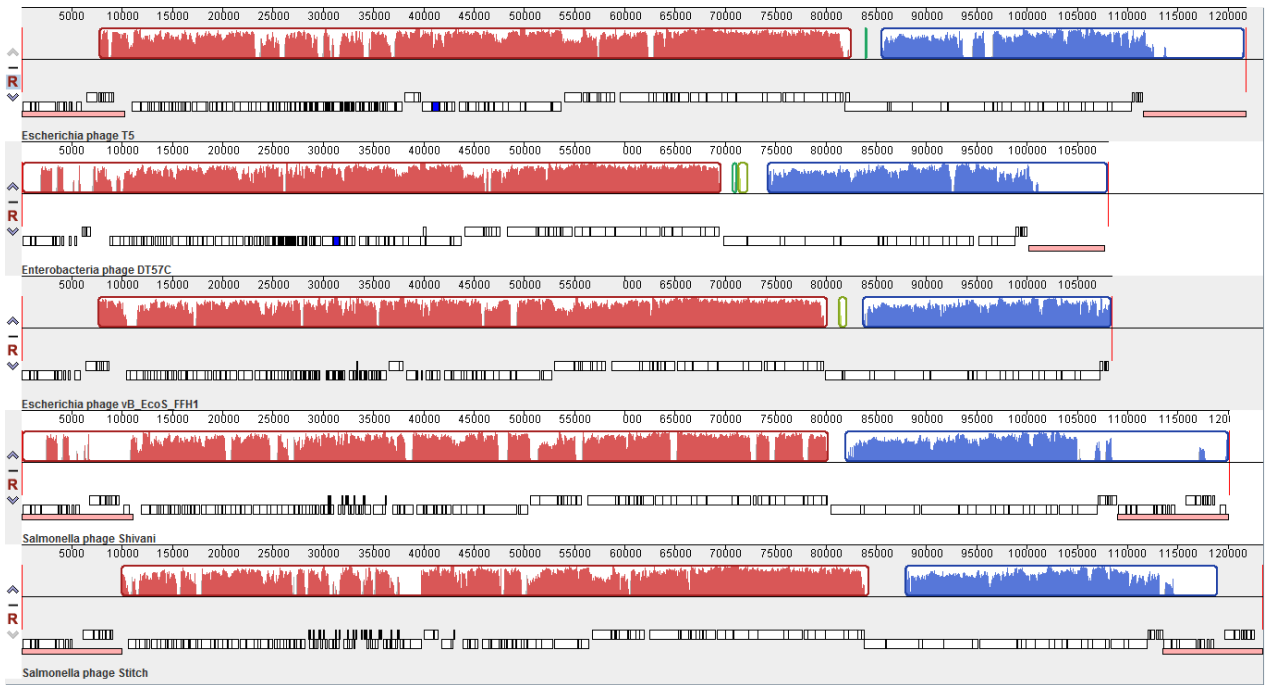 5000 10000 15000 20000 25000 30000 35000 40000 45000 50000 55000 60000 65000 70000 75000 80000 85000 90000 95000 100000 105000 110000 115000 120000
R
Escherichia phage T5
5000 10000 15000 20000 25000 30000 35000 40000 45000 50000 55000 60000 65000 70000 75000 80000 85000 90000 95000 100000 105000
R
Enterobacteria phage DT57C
5000 10000 15000 20000 25000 30000 35000 40000 45000 50000 55000 60000 65000 70000 75000 80000 85000 90000 95000 100000 105000
R
Escherichia phage vB_EcoS_FFH1
5000 10000 15000 20000 25000 30000 35000 40000 45000 50000 55000 000 65000 70000 75000 80000 85000 90000 95000 100000 105000 110000 115000 120
R
Salmonella phage Shivani
5000 10000 15000 20000 25000 30000 35000 40000 45000 50000 55000 60000 65000 70000 75000 80000 85000 90000 95000 100000 105000 110000 115000 120000
R
Salmonella phage Stitch